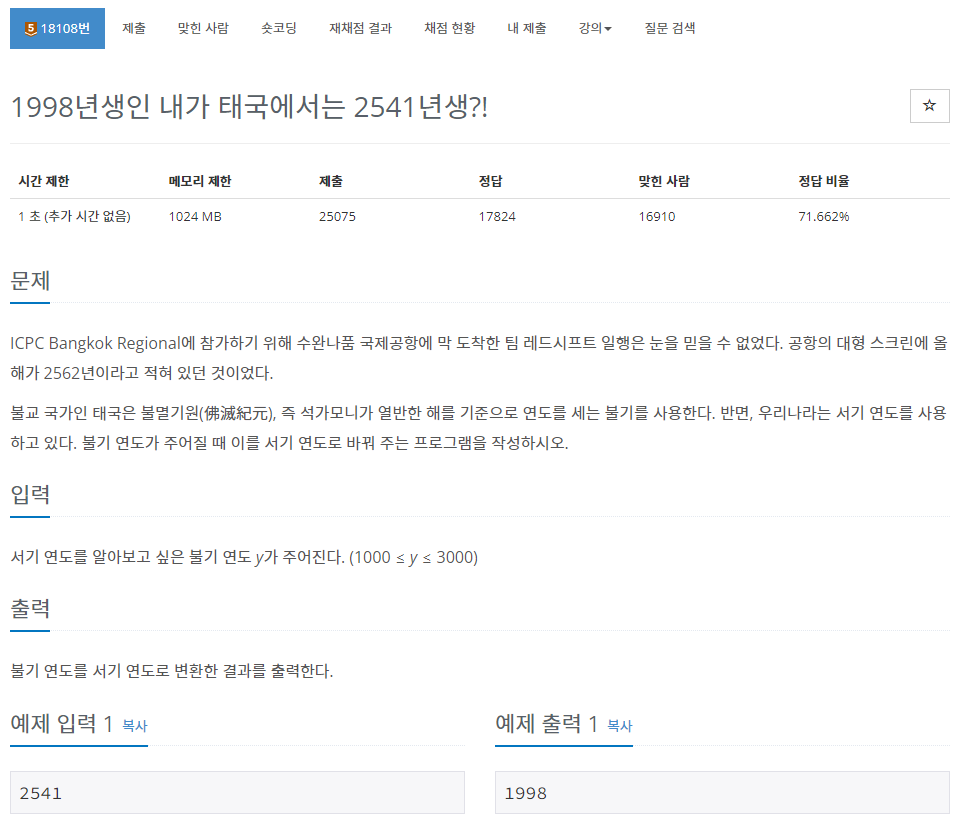 5 18108번 제출 맞힌 사람 숏코딩 재채점 결과 채점 현황 내 제출 강의 질문 검색
1998년생인 내가 태국에서는 2541년생?!
시간 제한 메모리 제한 제출 정답 맞힌 사람 정답 비율
1 초 (추가 시간 없음) 1024 MB 25075 17824 16910 71.662%
문제
ICPC Bangkok Regional에 참가하기 위해 수완나품 국제공항에 막 도착한 팀 레드시프트 일행은 눈을 믿을 수 없었다. 공항의 대형 스크린에 올
해가 2562년이라고 적혀 있던 것이었다.
불교 국가인 태국은 불멸기원(佛滅紀元), 즉 석가모니가 열반한 해를 기준으로 연도를 세는 불기를 사용한다. 반면, 우리나라는 서기 연도를 사용
하고 있다. 불기 연도가 주어질 때 이를 서기 연도로 바꿔 주는 프로그램을 작성하시오.
입력
서기 연도를 알아보고 싶은 불기 연도 y가 주어진다. (1000 ≤ y ≤ 3000)
출력
불기 연도를 서기 연도로 변환한 결과를 출력한다.
예제 입력 1 복사
2541
예제 출력 1 복사
1998